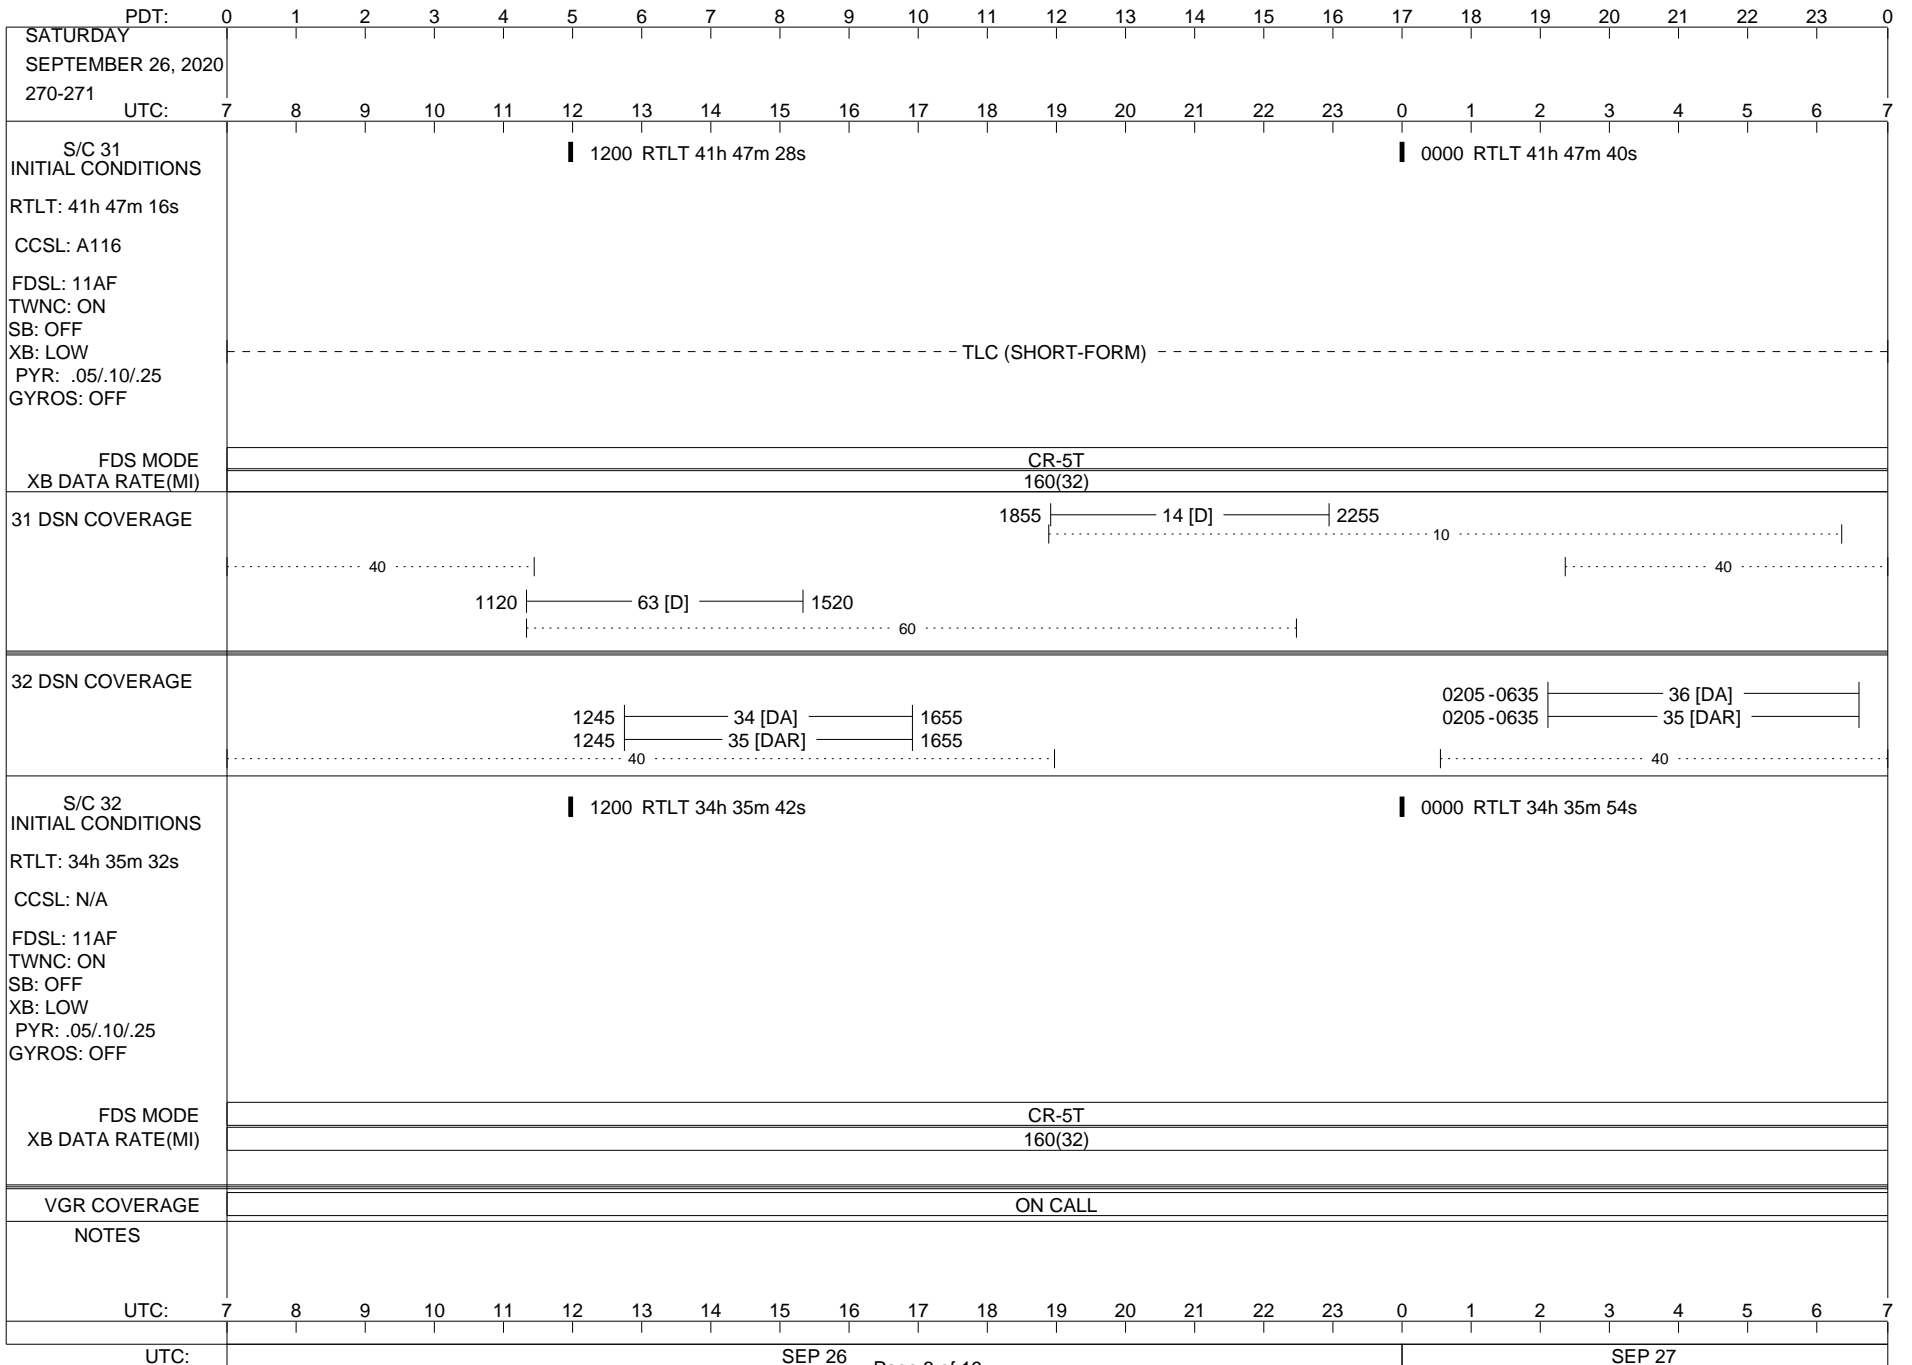 PDT: 0 1 2 3 4 5 6 7 8 9 10 11 12 13 14 15 16 17 18 19 20 21 22 23 0
SATURDAY
SEPTEMBER 26, 2020
270-271
UTC: 7 8 9 10 11 12 13 14 15 16 17 18 19 20 21 22 23 0 1 2 3 4 5 6 7
S/C 31
INITIAL CONDITIONS
1200 RTLT 41h 47m 28s
0000 RTLT 41h 47m 40s
RTLT: 41h 47m 16s
CCSL: A116
FDSL: 11AF
TWNC: ON
SB: OFF
XB: LOW
TLC (SHORT-FORM)
PYR: .05/.10/.25
GYROS: OFF
FDS MODE CR-5T
XB DATA RATE(MI) 160(32)
31 DSN COVERAGE
1855 14 [D] 2255
10
40 40
1120 63 [D] 1520
60
32 DSN COVERAGE
0205-0635 36 [DA]
1245 34 [DA] 1655 0205-0635 35 [DAR]
1245 35 [DAR] 1655
40 40
S/C 32
INITIAL CONDITIONS
1200 RTLT 34h 35m 42s
0000 RTLT 34h 35m 54s
RTLT: 34h 35m 32s
CCSL: N/A
FDSL: 11AF
TWNC: ON
SB: OFF
XB: LOW
PYR: .05/.10/.25
GYROS: OFF
FDS MODE CR-5T
XB DATA RATE(MI) 160(32)
VGR COVERAGE ON CALL
NOTES
UTC: 7 8 9 10 11 12 13 14 15 16 17 18 19 20 21 22 23 0 1 2 3 4 5 6 7
UTC: SEP 26 SEP 27